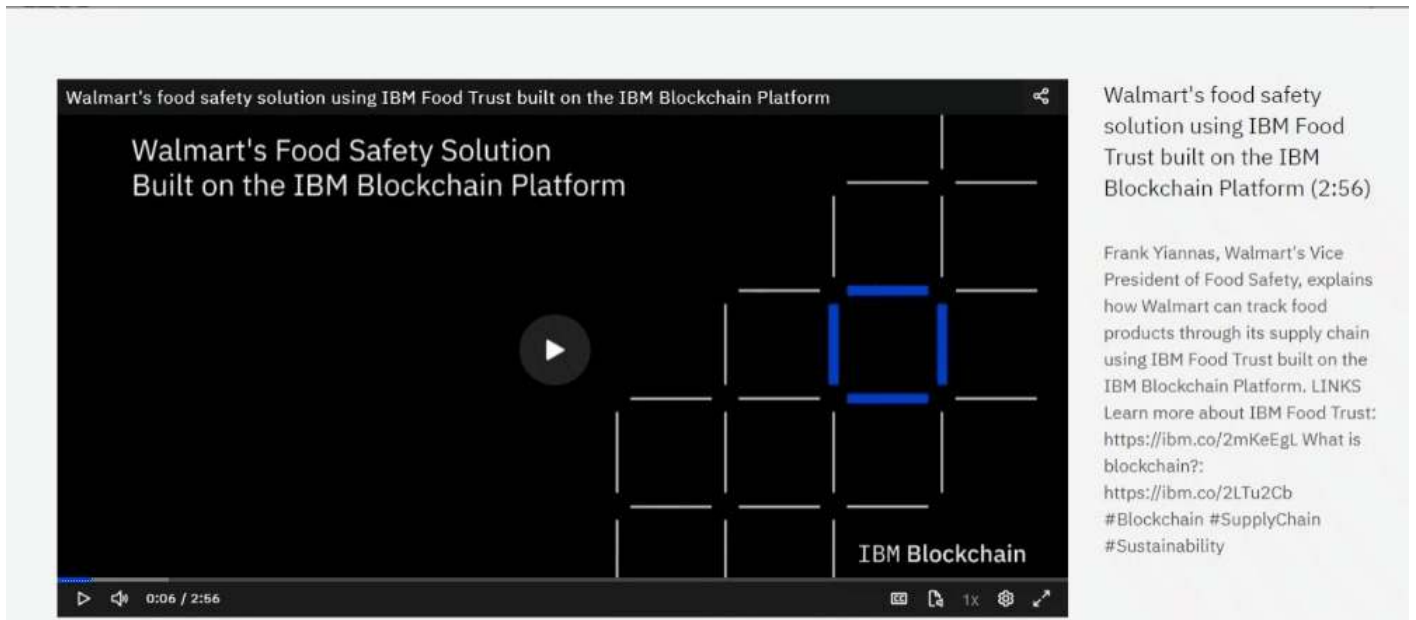 Walmart's food safety solution using IBM Food Trust built on the IBM Blockchain Platform
Walmart's Food Safety Solution
Built on the IBM Blockchain Platform
IBM Blockchain
0:06 / 2:56
CC
1x
Walmart's food safety
solution using IBM Food
Trust built on the IBM
Blockchain Platform (2:56)
Frank Yiannas, Walmart's Vice
President of Food Safety, explains
how Walmart can track food
products through its supply chain
using IBM Food Trust built on the
IBM Blockchain Platform. LINKS
Learn more about IBM Food Trust:
https://ibm.co/2mKeEgL What is
blockchain?:
https://ibm.co/2LTu2Cb
#Blockchain #SupplyChain
#Sustainability